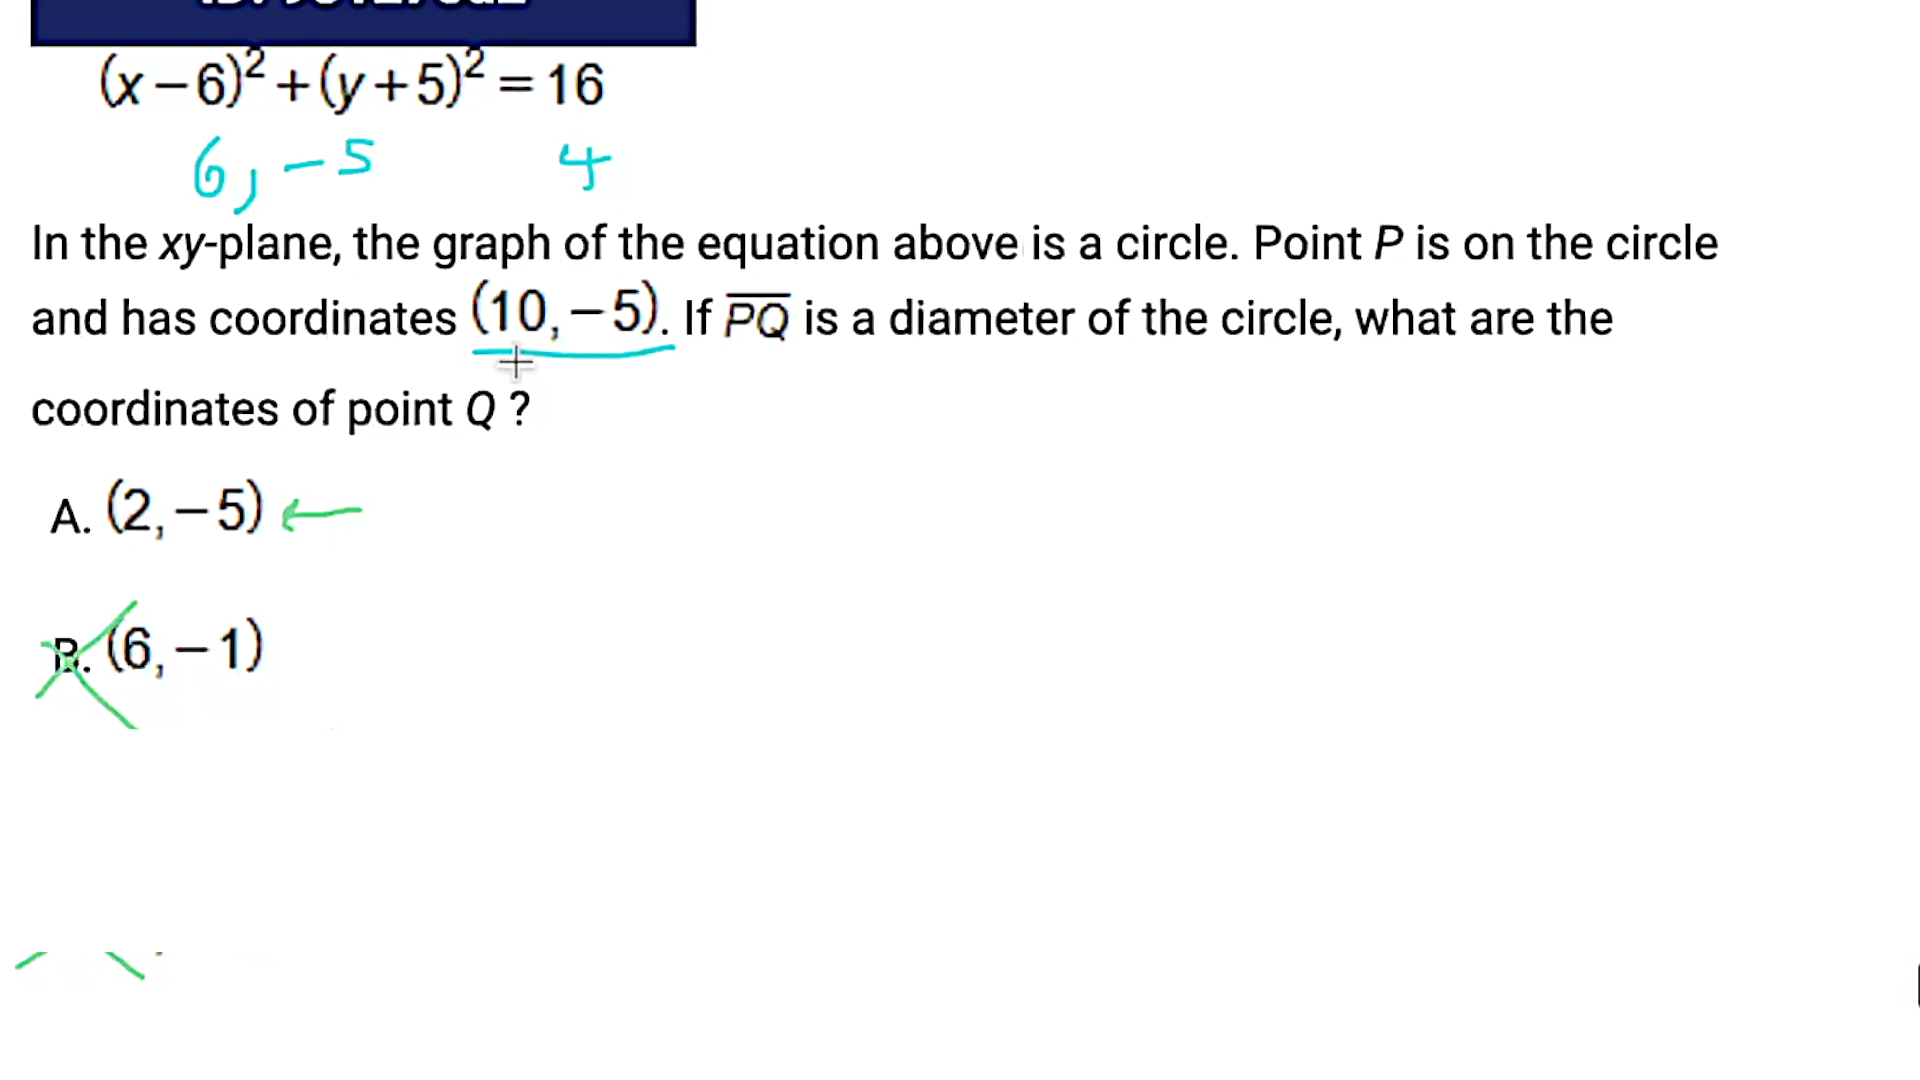 (x−6)²+(y+5)²=16
6, −5 4
In the xy-plane, the graph of the equation above is a circle. Point P is on the circle
and has coordinates (10,−5). If PQ is a diameter of the circle, what are the
coordinates of point Q ?
A. (2,−5) ←
B. (6,−1)